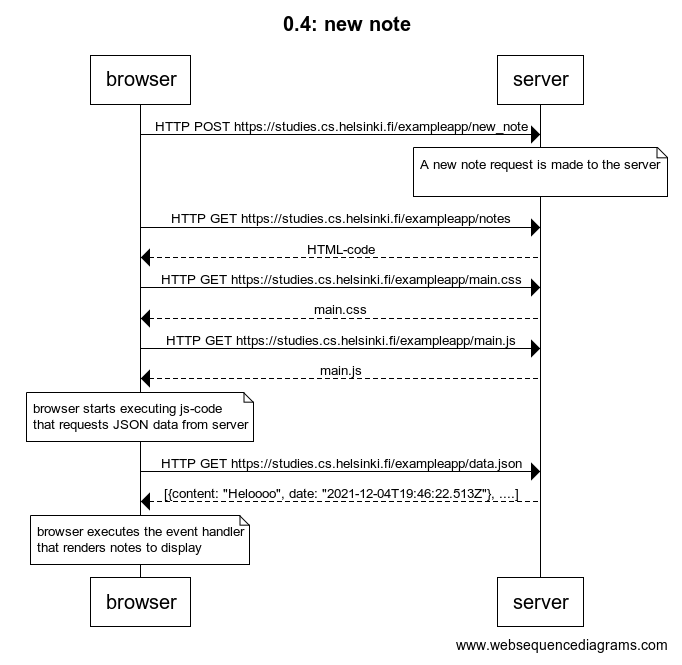 0.4: new note
browser
server
HTTP POST https://studies.cs.helsinki.fi/exampleapp/new_note
A new note request is made to the server
HTTP GET https://studies.cs.helsinki.fi/exampleapp/notes
HTML-code
HTTP GET https://studies.cs.helsinki.fi/exampleapp/main.css
main.css
HTTP GET https://studies.cs.helsinki.fi/exampleapp/main.js
main.js
browser starts executing js-code
that requests JSON data from server
HTTP GET https://studies.cs.helsinki.fi/exampleapp/data.json
[{content: "Heloooo", date: "2021-12-04T19:46:22.513Z"}, ....]
browser executes the event handler
that renders notes to display
browser
server
www.websequencediagrams.com